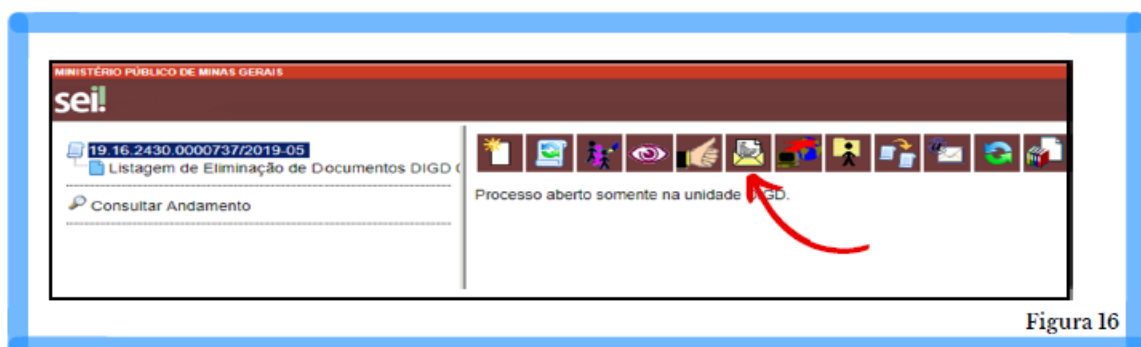 MINISTÉRIO PÚBLICO DE MINAS GERAIS
sei!
19.16.2430.0000737/2019-05
Listagem de Eliminação de Documentos DIGD (
Consultar Andamento
Processo aberto somente na unidade DIGD.
Figura 16